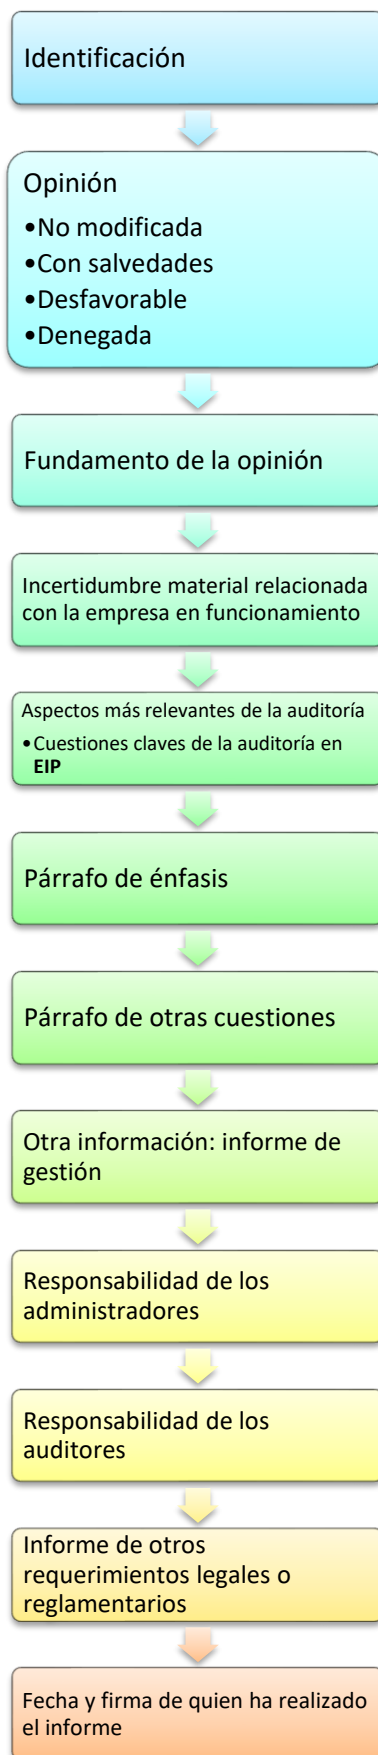 Identificación
Opinión
•No modificada
•Con salvedades
•Desfavorable
•Denegada
Fundamento de la opinión
Incertidumbre material relacionada
con la empresa en funcionamiento
Aspectos más relevantes de la auditoría
•Cuestiones claves de la auditoría en
EIP
Párrafo de énfasis
Párrafo de otras cuestiones
Otra información: informe de
gestión
Responsabilidad de los
administradores
Responsabilidad de los
auditores
Informe de otros
requerimientos legales o
reglamentarios
Fecha y firma de quien ha realizado
el informe